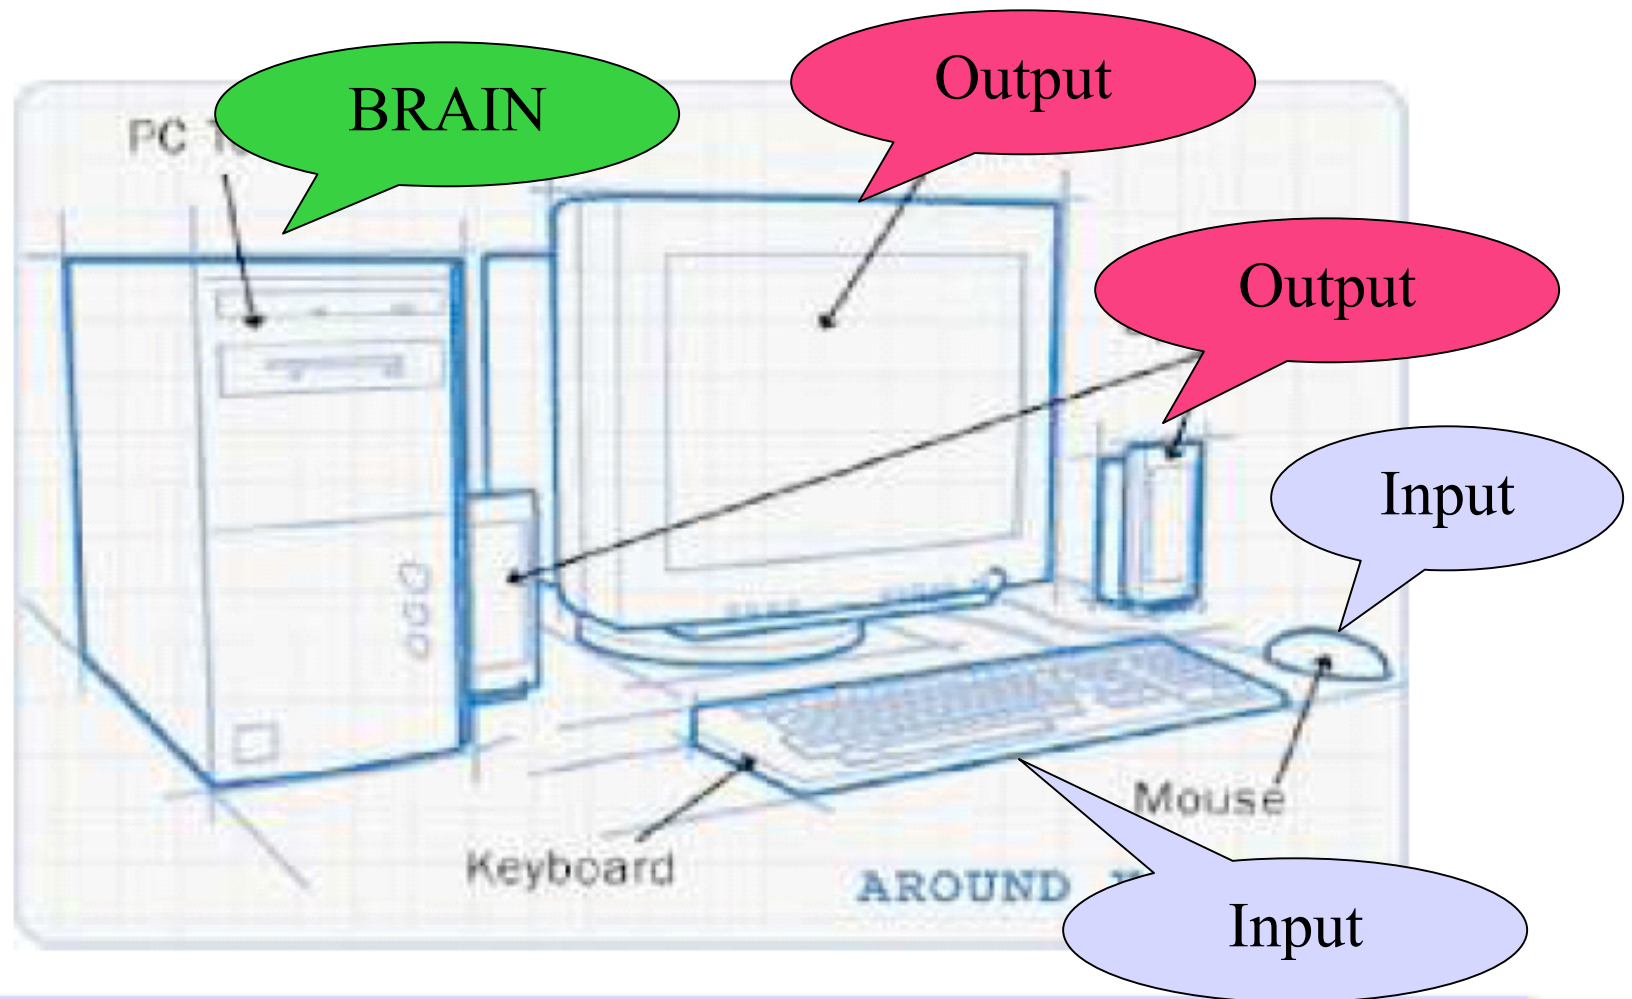 BRAIN
Output
PC
Output
Input
Mouse
Keyboard
AROUND
Input